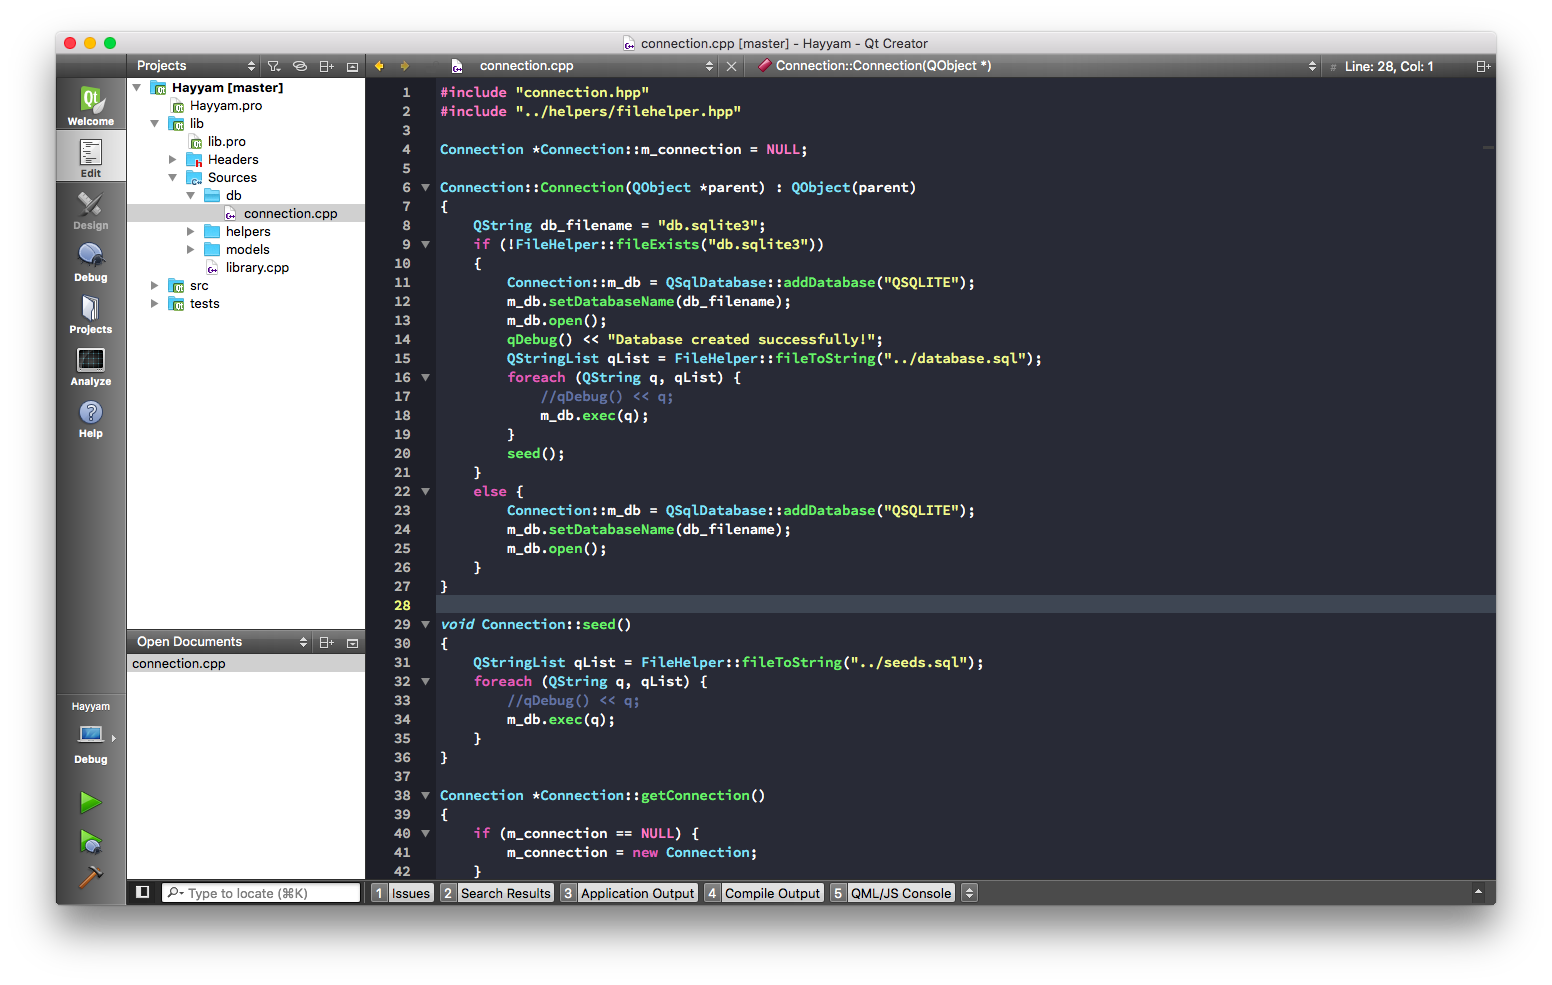 connection.cpp [master] - Hayyam - Qt Creator
Projects
connection.cpp
Connection::Connection(QObject *)
# Line: 28, Col: 1
Qt
Welcome
Edit
Design
Debug
Projects
Analyze
Help
Hayyam [master]
Hayyam.pro
lib
lib.pro
Headers
Sources
db
connection.cpp
helpers
models
library.cpp
src
tests
Open Documents
connection.cpp
Hayyam
Debug
1 #include "connection.hpp"
2 #include "../helpers/filehelper.hpp"
3
4 Connection *Connection::m_connection = NULL;
5
6 Connection::Connection(QObject *parent) : QObject(parent)
7 {
8     QString db_filename = "db.sqlite3";
9     if (!FileHelper::fileExists("db.sqlite3"))
10     {
11         Connection::m_db = QSqlDatabase::addDatabase("QSQLITE");
12         m_db.setDatabaseName(db_filename);
13         m_db.open();
14         qDebug() << "Database created successfully!";
15         QStringList qList = FileHelper::fileToString("../database.sql");
16         foreach (QString q, qList) {
17             //qDebug() << q;
18             m_db.exec(q);
19         }
20         seed();
21     }
22     else {
23         Connection::m_db = QSqlDatabase::addDatabase("QSQLITE");
24         m_db.setDatabaseName(db_filename);
25         m_db.open();
26     }
27 }
28
29 void Connection::seed()
30 {
31     QStringList qList = FileHelper::fileToString("../seeds.sql");
32     foreach (QString q, qList) {
33         //qDebug() << q;
34         m_db.exec(q);
35     }
36 }
37
38 Connection *Connection::getConnection()
39 {
40     if (m_connection == NULL) {
41         m_connection = new Connection;
42     }
Type to locate (⌘K)
1 Issues 2 Search Results 3 Application Output 4 Compile Output 5 QML/JS Console